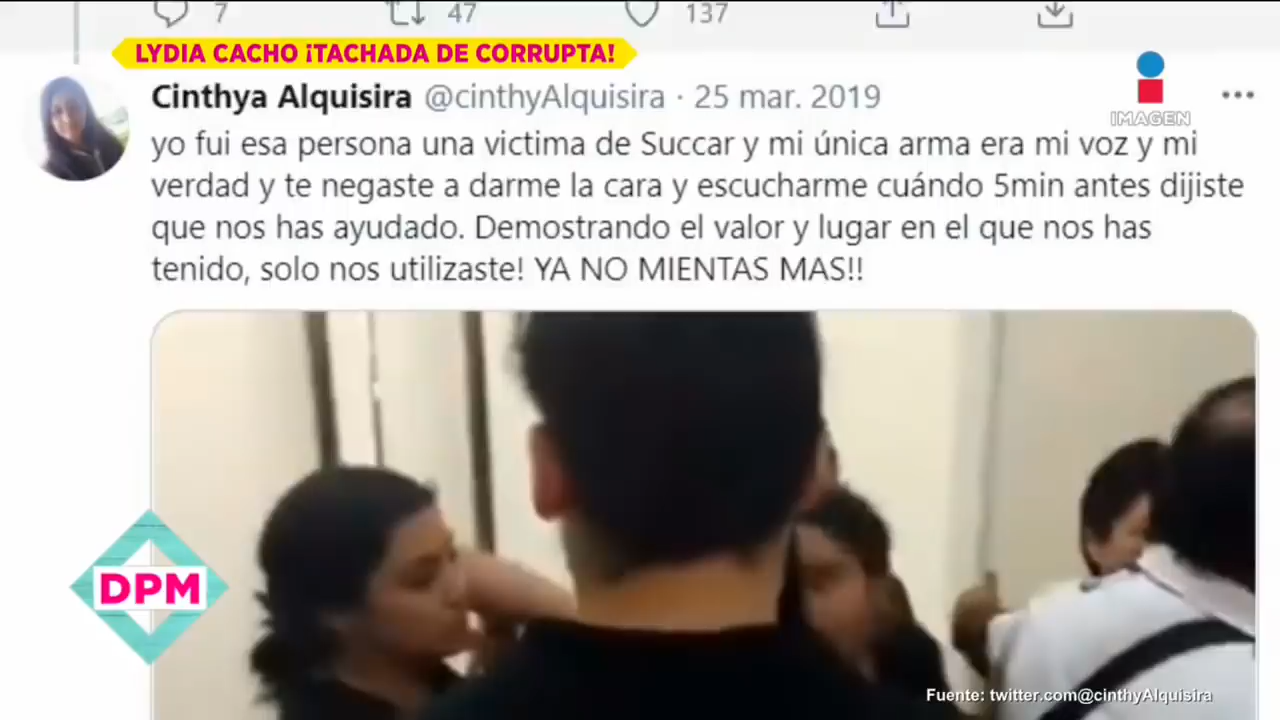 7 47 137
LYDIA CACHO ¡TACHADA DE CORRUPTA!
Cinthya Alquisira @cinthyAlquisira · 25 mar. 2019
IMAGEN
yo fui esa persona una victima de Succar y mi única arma era mi voz y mi
verdad y te negaste a darme la cara y escucharme cuándo 5min antes dijiste
que nos has ayudado. Demostrando el valor y lugar en el que nos has
tenido, solo nos utilizaste! YA NO MIENTAS MAS!!
DPM
Fuente: twitter.com@cinthyAlquisira